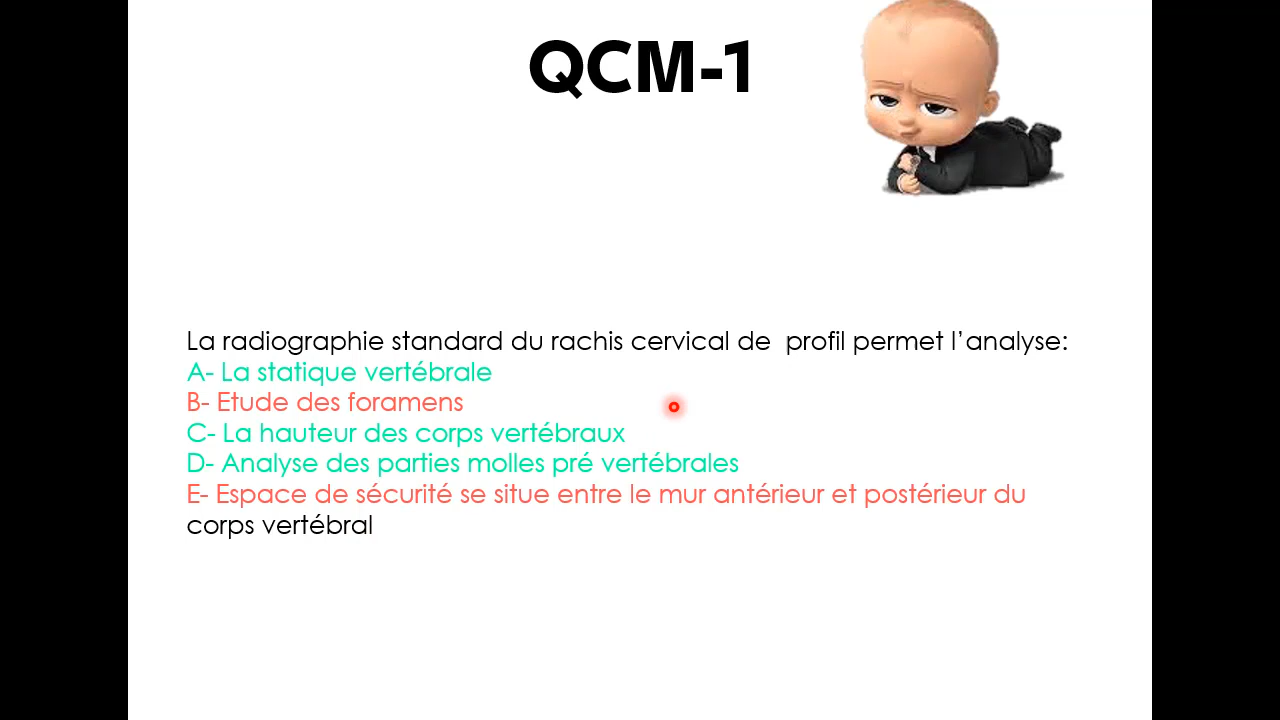 QCM-1
La radiographie standard du rachis cervical de  profil permet l’analyse:
A- La statique vertébrale
B- Etude des foramens
C- La hauteur des corps vertébraux
D- Analyse des parties molles pré vertébrales
E- Espace de sécurité se situe entre le mur antérieur et postérieur du
corps vertébral